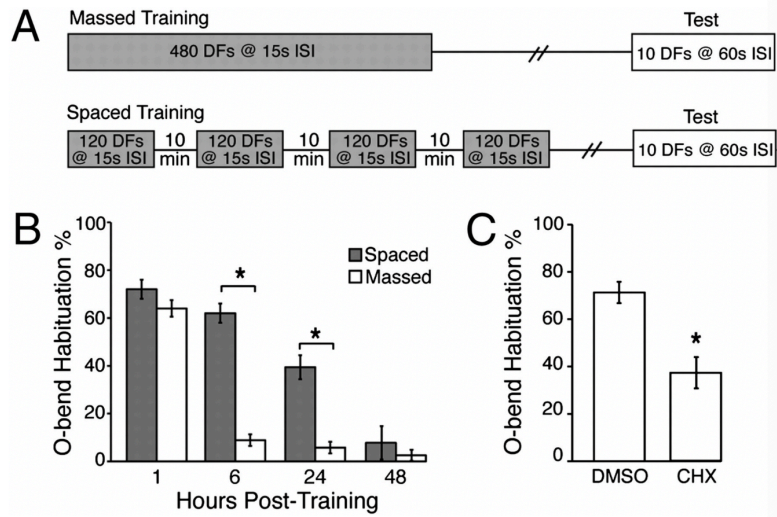 A
Massed Training
480 DFs @ 15s ISI
Test
10 DFs @ 60s ISI
Spaced Training
120 DFs
@ 15s ISI
10
min
120 DFs
@ 15s ISI
10
min
120 DFs
@ 15s ISI
10
min
120 DFs
@ 15s ISI
Test
10 DFs @ 60s ISI
B
O-bend Habituation %
100
80
60
40
20
0
Spaced
Massed
*
*
1 6 24 48
Hours Post-Training
C
O-bend Habituation %
100
80
60
40
20
0
*
DMSO CHX